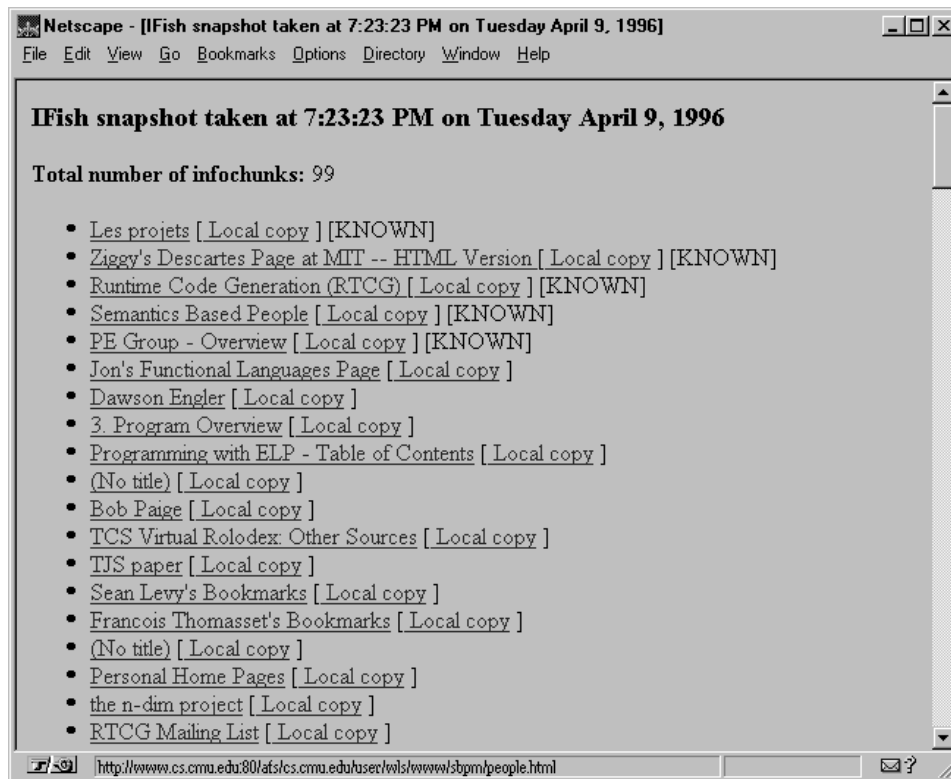 Netscape - [IFish snapshot taken at 7:23:23 PM on Tuesday April 9, 1996]
File Edit View Go Bookmarks Options Directory Window Help
IFish snapshot taken at 7:23:23 PM on Tuesday April 9, 1996
Total number of infochunks: 99
• Les projets [ Local copy ] [KNOWN]
• Ziggy's Descartes Page at MIT -- HTML Version [ Local copy ] [KNOWN]
• Runtime Code Generation (RTCG) [ Local copy ] [KNOWN]
• Semantics Based People [ Local copy ] [KNOWN]
• PE Group - Overview [ Local copy ] [KNOWN]
• Jon's Functional Languages Page [ Local copy ]
• Dawson Engler [ Local copy ]
• 3. Program Overview [ Local copy ]
• Programming with ELP - Table of Contents [ Local copy ]
• (No title) [ Local copy ]
• Bob Paige [ Local copy ]
• TCS Virtual Rolodex: Other Sources [ Local copy ]
• TJS paper [ Local copy ]
• Sean Levy's Bookmarks [ Local copy ]
• Francois Thomasset's Bookmarks [ Local copy ]
• (No title) [ Local copy ]
• Personal Home Pages [ Local copy ]
• the n-dim project [ Local copy ]
• RTCG Mailing List [ Local copy ]
http://www.cs.cmu.edu:80/afs/cs.cmu.edu/user/wls/www/sbpm/people.html